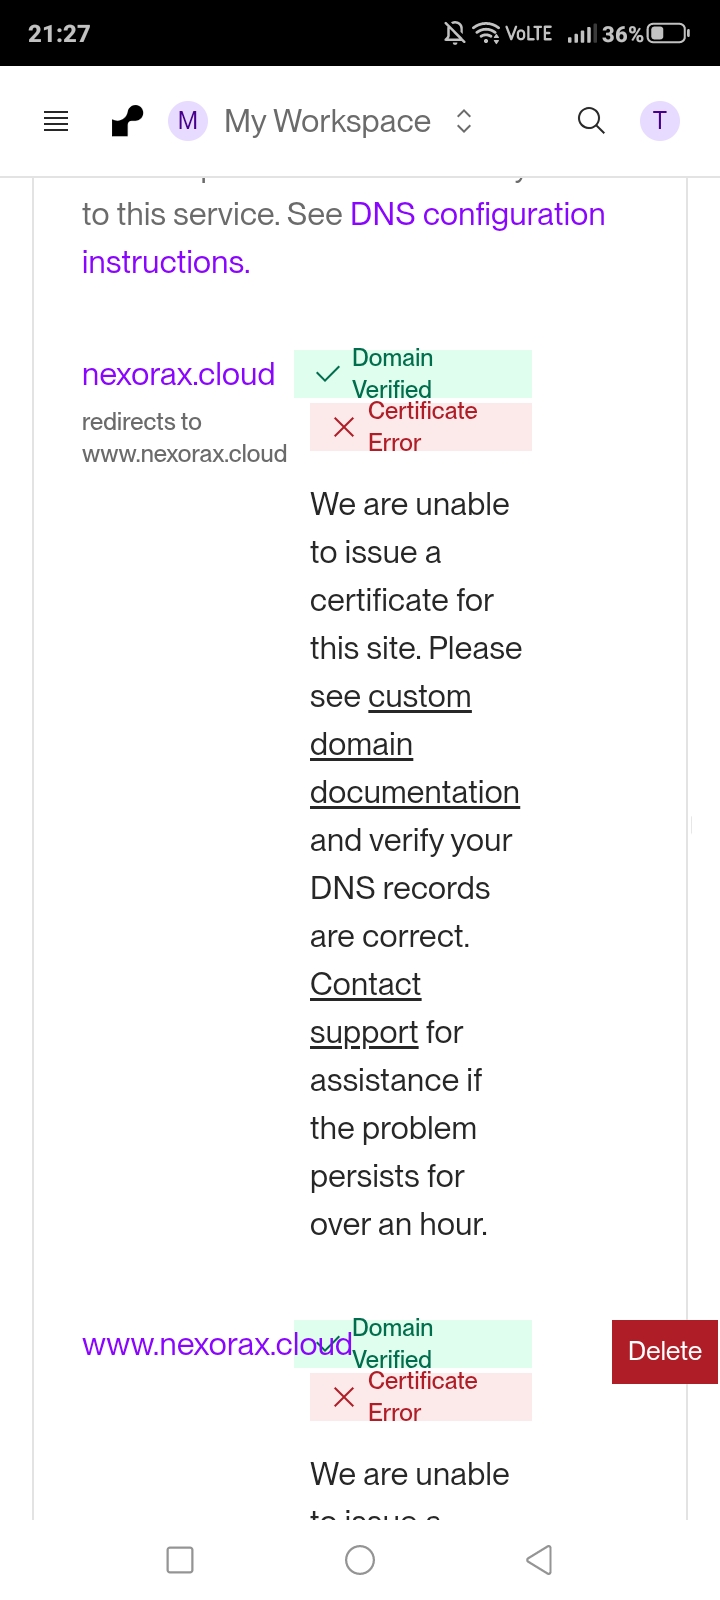 21:27
VoLTE
36%
M My Workspace
T
to this service. See DNS configuration
instructions.
nexorax.cloud
redirects to
www.nexorax.cloud
Domain
Verified
Certificate
Error
We are unable
to issue a
certificate for
this site. Please
see custom
domain
documentation
and verify your
DNS records
are correct.
Contact
support for
assistance if
the problem
persists for
over an hour.
www.nexorax.cloud
Domain
Verified
Certificate
Error
Delete
We are unable
to issue a